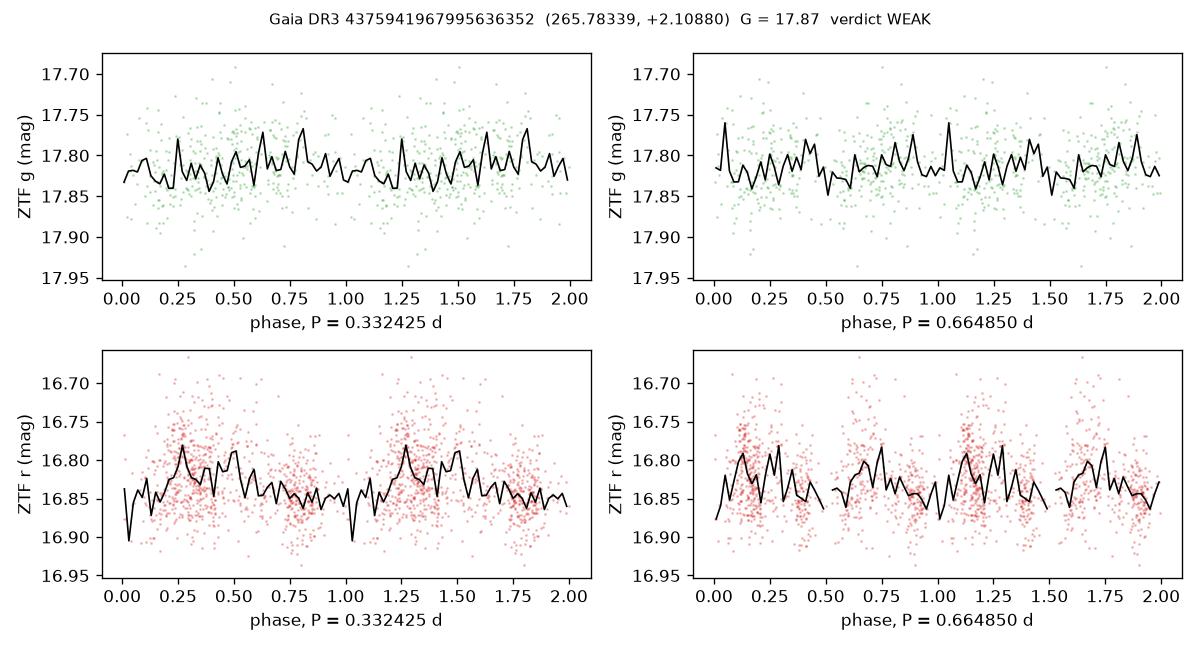 Gaia DR3 4375941967995636352 (265.78339, +2.10880) G = 17.87 verdict WEAK
ZTF g (mag)
17.70
17.75
17.80
17.85
17.90
17.95
0.00 0.25 0.50 0.75 1.00 1.25 1.50 1.75 2.00
phase, P = 0.332425 d
ZTF g (mag)
17.70
17.75
17.80
17.85
17.90
17.95
0.00 0.25 0.50 0.75 1.00 1.25 1.50 1.75 2.00
phase, P = 0.664850 d
ZTF r (mag)
16.70
16.75
16.80
16.85
16.90
16.95
0.00 0.25 0.50 0.75 1.00 1.25 1.50 1.75 2.00
phase, P = 0.332425 d
ZTF r (mag)
16.70
16.75
16.80
16.85
16.90
16.95
0.00 0.25 0.50 0.75 1.00 1.25 1.50 1.75 2.00
phase, P = 0.664850 d